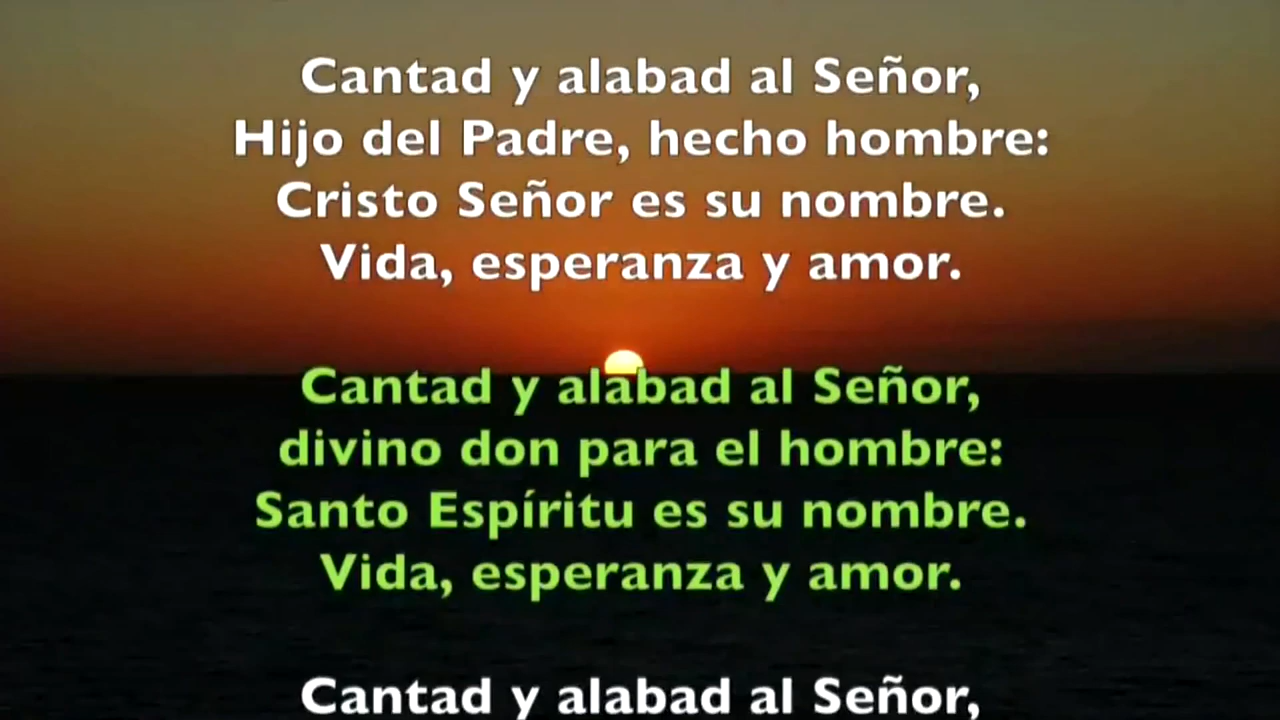 Cantad y alabad al Señor,
Hijo del Padre, hecho hombre:
Cristo Señor es su nombre.
Vida, esperanza y amor.
Cantad y alabad al Señor,
divino don para el hombre:
Santo Espíritu es su nombre.
Vida, esperanza y amor.
Cantad y alabad al Señor,